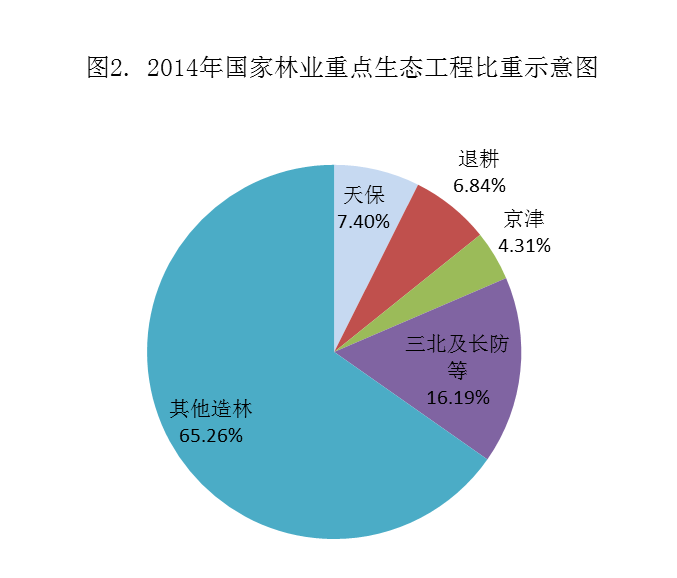 图2. 2014年国家林业重点生态工程比重示意图
天保
7.40%
退耕
6.84%
京津
4.31%
三北及长防
等
16.19%
其他造林
65.26%